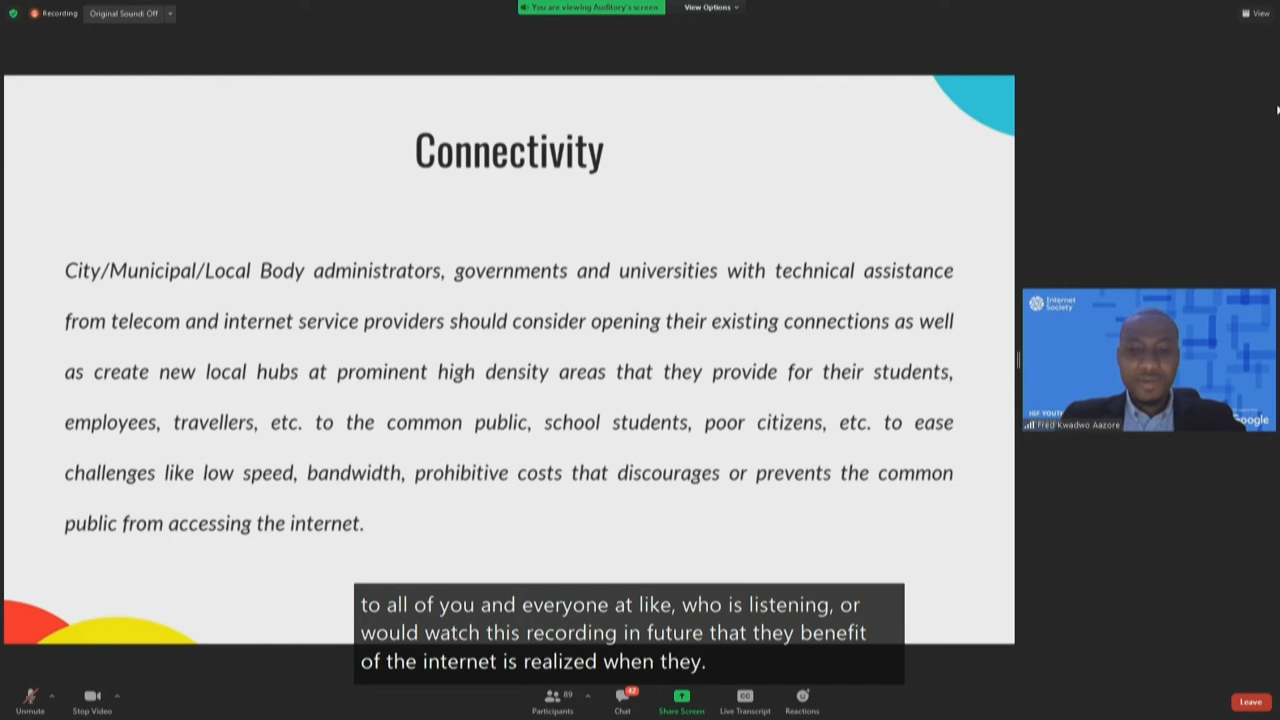 Recording
Original Sound: Off
You are viewing Auditory's screen
View Options
View
Connectivity
City/Municipal/Local Body administrators, governments and universities with technical assistance
from telecom and internet service providers should consider opening their existing connections as well
as create new local hubs at prominent high density areas that they provide for their students,
employees, travellers, etc. to the common public, school students, poor citizens, etc. to ease
challenges like low speed, bandwidth, prohibitive costs that discourages or prevents the common
public from accessing the internet.
Internet
Society
IGF YOUTH
oogle
Fred Kwadwo Aazore
to all of you and everyone at like, who is listening, or
would watch this recording in future that they benefit
of the internet is realized when they.
Unmute
Stop Video
89
Participants
42
Chat
Share Screen
CC
Live Transcript
Reactions
Leave